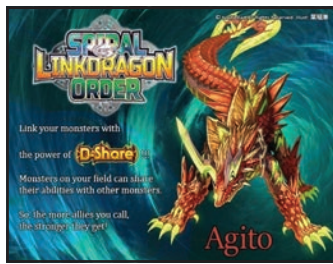 SPIRAL
LINKDRAGON
ORDER
Link your monsters with
the power of D-Share !!!
Monsters on your field can share
their abilities with other monsters.
So, the more allies you call,
the stronger they get!
Agito